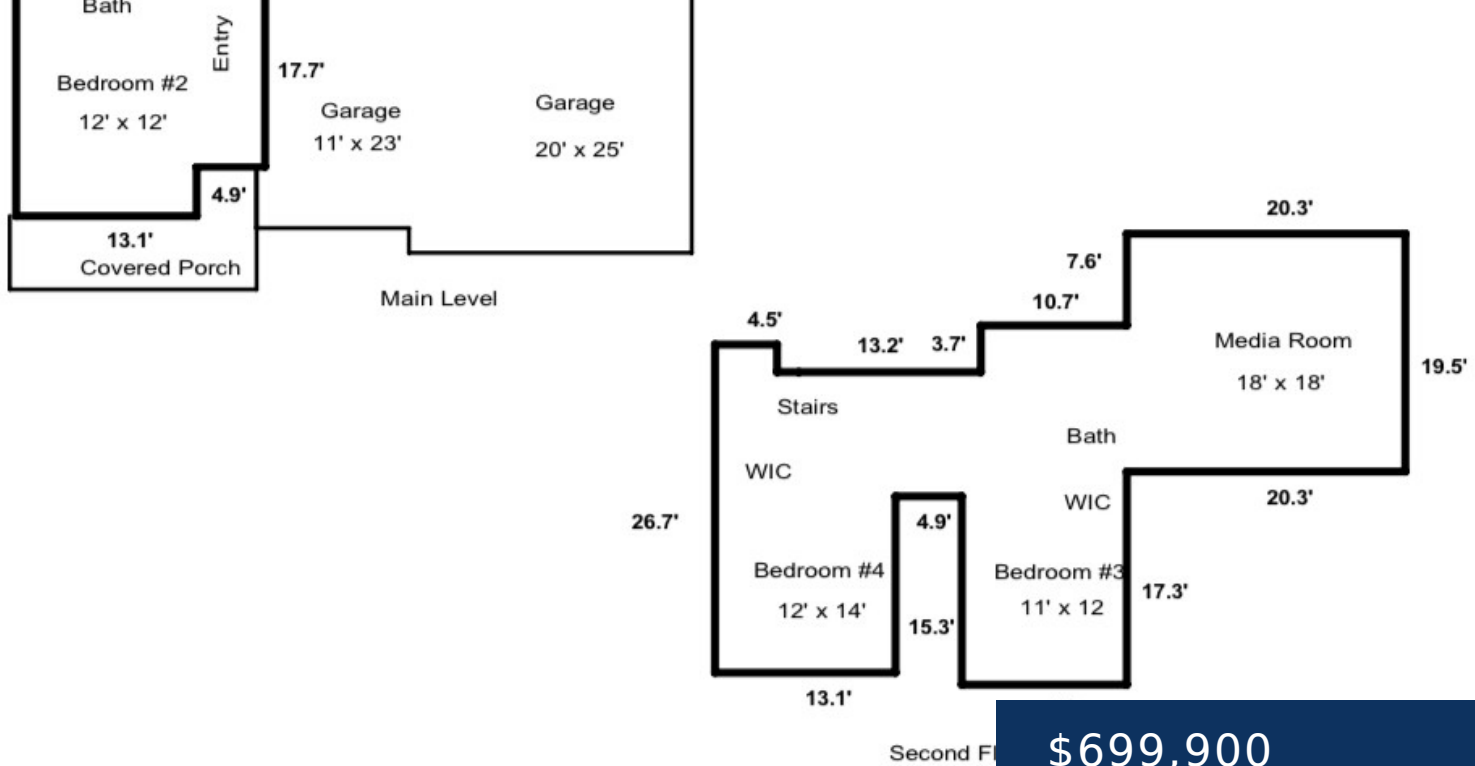 Bath
Entry
17.7'
Bedroom #2
12' x 12'
Garage
11' x 23'
Garage
20' x 25'
4.9'
13.1'
Covered Porch
Main Level
20.3'
7.6'
10.7'
4.5'
13.2'
3.7'
Media Room
18' x 18'
19.5'
Stairs
Bath
WIC
WIC
20.3'
26.7'
4.9'
Bedroom #4
12' x 14'
Bedroom #3
11' x 12
17.3'
15.3'
13.1'
Second Fl
$699,900